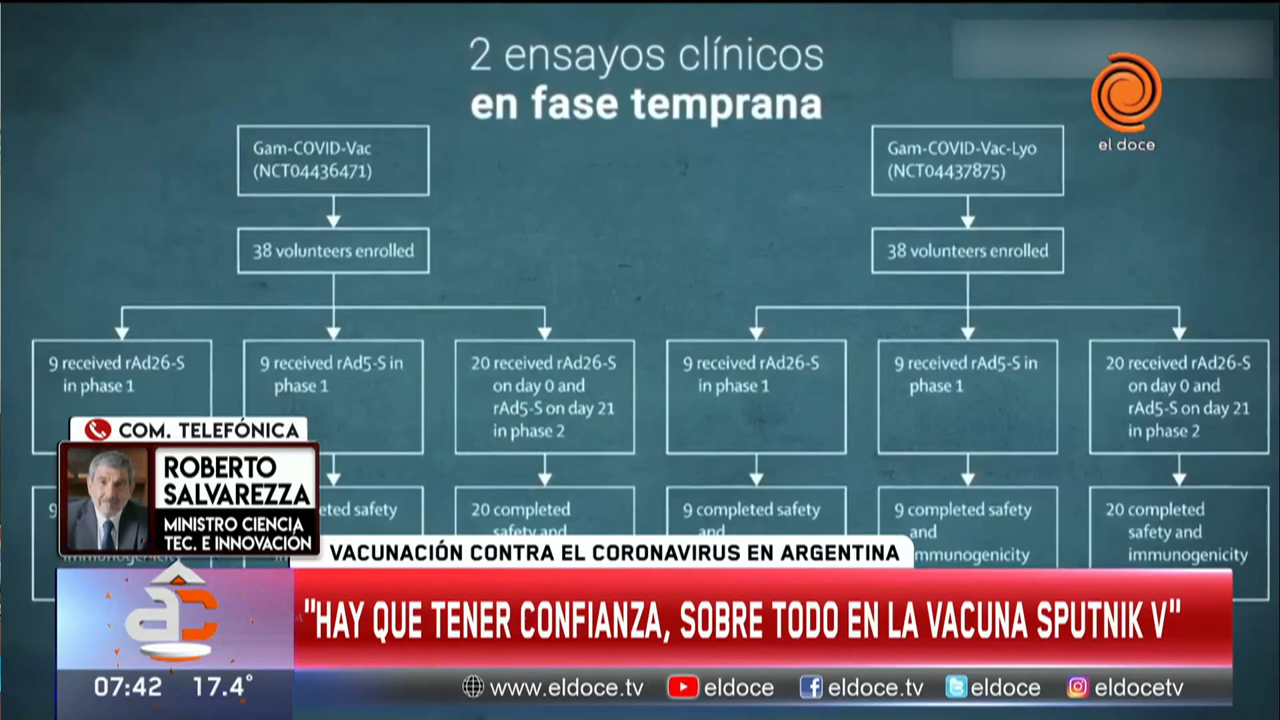 2 ensayos clínicos
en fase temprana
el doce
Gam-COVID-Vac
(NCT04436471)
Gam-COVID-Vac-Lyo
(NCT04437875)
38 volunteers enrolled
38 volunteers enrolled
9 received rAd26-S
in phase 1
9 received rAd5-S in
phase 1
20 received rAd26-S
on day 0 and
rAd5-S on day 21
in phase 2
9 received rAd26-S
in phase 1
9 received rAd5-S in
phase 1
20 received rAd26-S
on day 0 and
rAd5-S on day 21
in phase 2
9
safety
20 completed
safety and
9 completed safety
and
9 completed safety
and
immunogenicity
20 completed
safety and
immunogenicity
COM. TELEFÓNICA
ROBERTO
SALVAREZZA
MINISTRO CIENCIA
TEC. E INNOVACIÓN
VACUNACIÓN CONTRA EL CORONAVIRUS EN ARGENTINA
"HAY QUE TENER CONFIANZA, SOBRE TODO EN LA VACUNA SPUTNIK V"
ac
07:42 17.4°
www.eldoce.tv eldoce eldoce.tv eldoce eldocetv